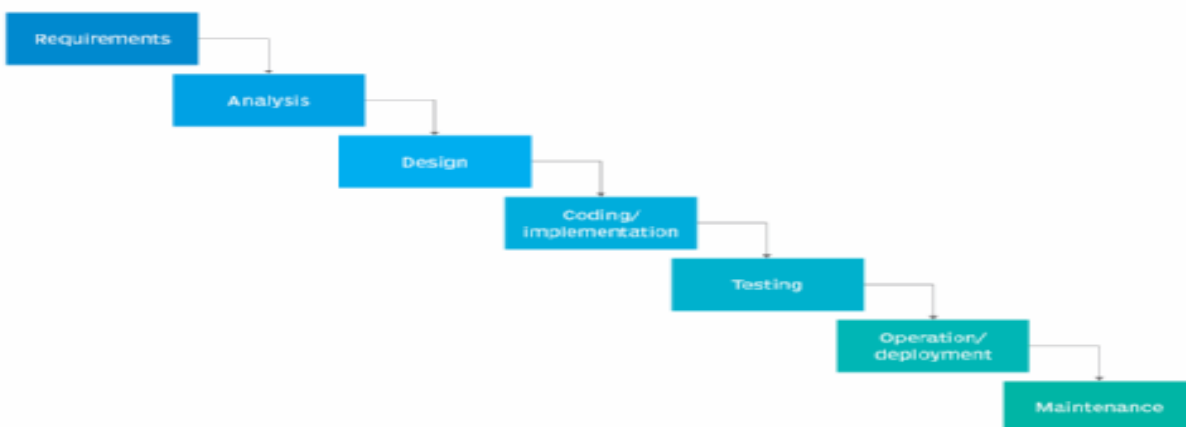 Requirements
Analysis
Design
Coding/
implementation
Testing
Operation/
deployment
Maintenance